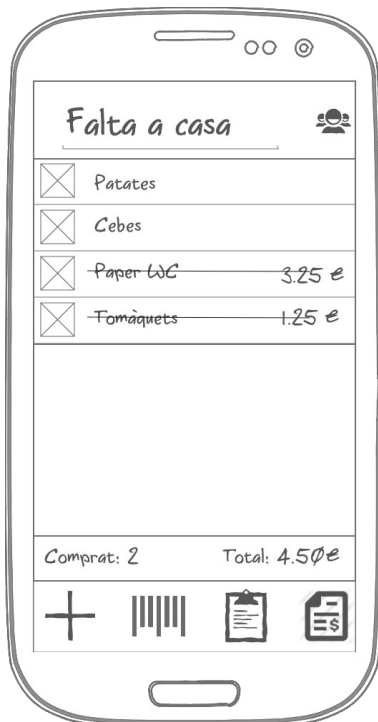 Falta a casa
Patates
Cebes
Paper WC 3.25 €
Tomàquets 1.25 €
Comprat: 2 Total: 4.50€
$